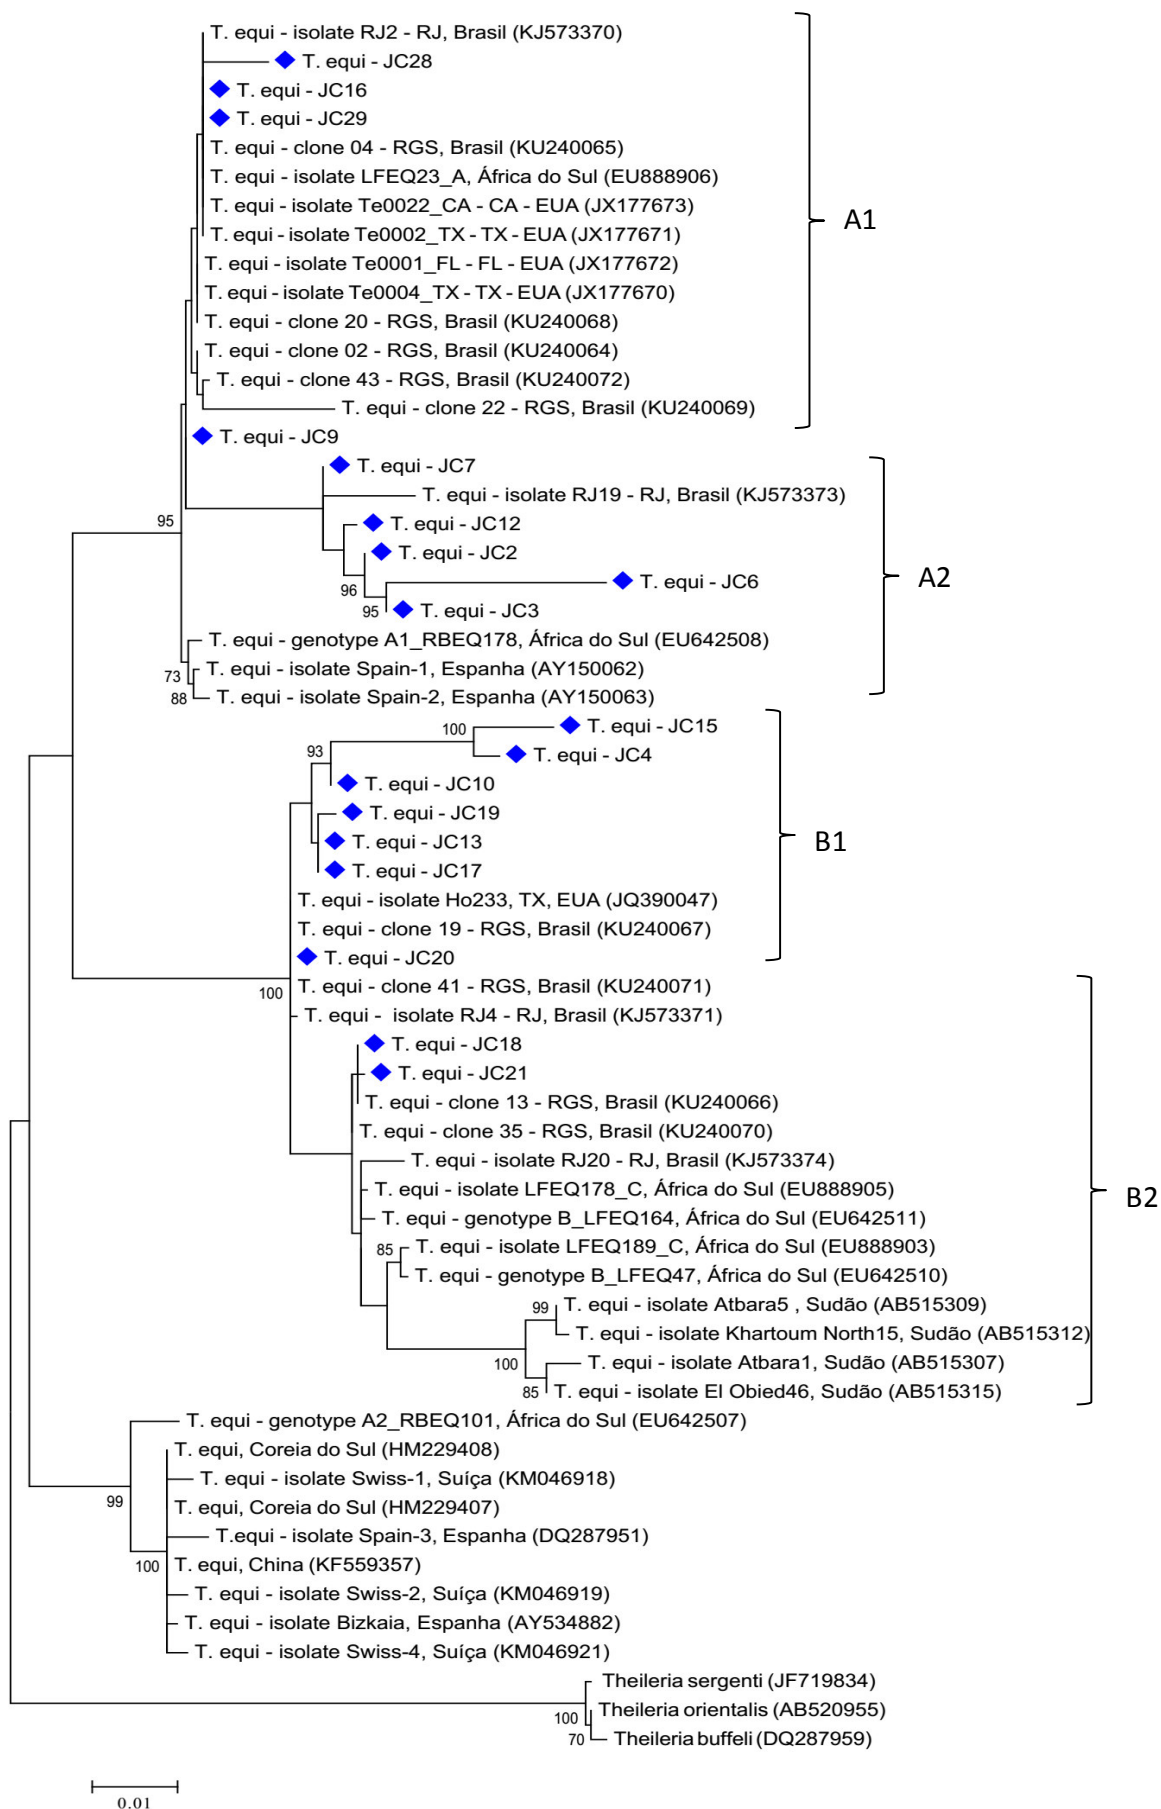 T. equi - isolate RJ2 - RJ, Brasil (KJ573370)
T. equi - JC28
T. equi - JC16
T. equi - JC29
T. equi - clone 04 - RGS, Brasil (KU240065)
T. equi - isolate LFEQ23_A, África do Sul (EU888906)
T. equi - isolate Te0022_CA - CA - EUA (JX177673)
A1
T. equi - isolate Te0002_TX - TX - EUA (JX177671)
T. equi - isolate Te0001_FL - FL - EUA (JX177672)
T. equi - isolate Te0004_TX - TX - EUA (JX177670)
T. equi - clone 20 - RGS, Brasil (KU240068)
T. equi - clone 02 - RGS, Brasil (KU240064)
T. equi - clone 43 - RGS, Brasil (KU240072)
T. equi - clone 22 - RGS, Brasil (KU240069)
T. equi - JC9
T. equi - JC7
T. equi - isolate RJ19 - RJ, Brasil (KJ573373)
95
T. equi - JC12
T. equi - JC2
A2
T. equi - JC6
96
T. equi - JC3
95
T. equi - genotype A1_RBEQ178, África do Sul (EU642508)
T. equi - isolate Spain-1, Espanha (AY150062)
73
T. equi - isolate Spain-2, Espanha (AY150063)
88
T. equi - JC15
100
T. equi - JC4
93
T. equi - JC10
T. equi - JC19
T. equi - JC13
B1
T. equi - JC17
T. equi - isolate Ho233, TX, EUA (JQ390047)
T. equi - clone 19 - RGS, Brasil (KU240067)
T. equi - JC20
T. equi - clone 41 - RGS, Brasil (KU240071)
100
T. equi - isolate RJ4 - RJ, Brasil (KJ573371)
T. equi - JC18
T. equi - JC21
T. equi - clone 13 - RGS, Brasil (KU240066)
T. equi - clone 35 - RGS, Brasil (KU240070)
T. equi - isolate RJ20 - RJ, Brasil (KJ573374)
T. equi - isolate LFEQ178_C, África do Sul (EU888905)
B2
T. equi - genotype B_LFEQ164, África do Sul (EU642511)
T. equi - isolate LFEQ189_C, África do Sul (EU888903)
85
T. equi - genotype B_LFEQ47, África do Sul (EU642510)
T. equi - isolate Atbara5 , Sudão (AB515309)
99
T. equi - isolate Khartoum North15, Sudão (AB515312)
T. equi - isolate Atbara1, Sudão (AB515307)
100
T. equi - isolate El Obied46, Sudão (AB515315)
85
T. equi - genotype A2_RBEQ101, África do Sul (EU642507)
T. equi, Coreia do Sul (HM229408)
T. equi - isolate Swiss-1, Suíça (KM046918)
99
T. equi, Coreia do Sul (HM229407)
T.equi - isolate Spain-3, Espanha (DQ287951)
T. equi, China (KF559357)
100
T. equi - isolate Swiss-2, Suíça (KM046919)
T. equi - isolate Bizkaia, Espanha (AY534882)
T. equi - isolate Swiss-4, Suíça (KM046921)
Theileria sergenti (JF719834)
Theileria orientalis (AB520955)
100
Theileria buffeli (DQ287959)
70
0.01